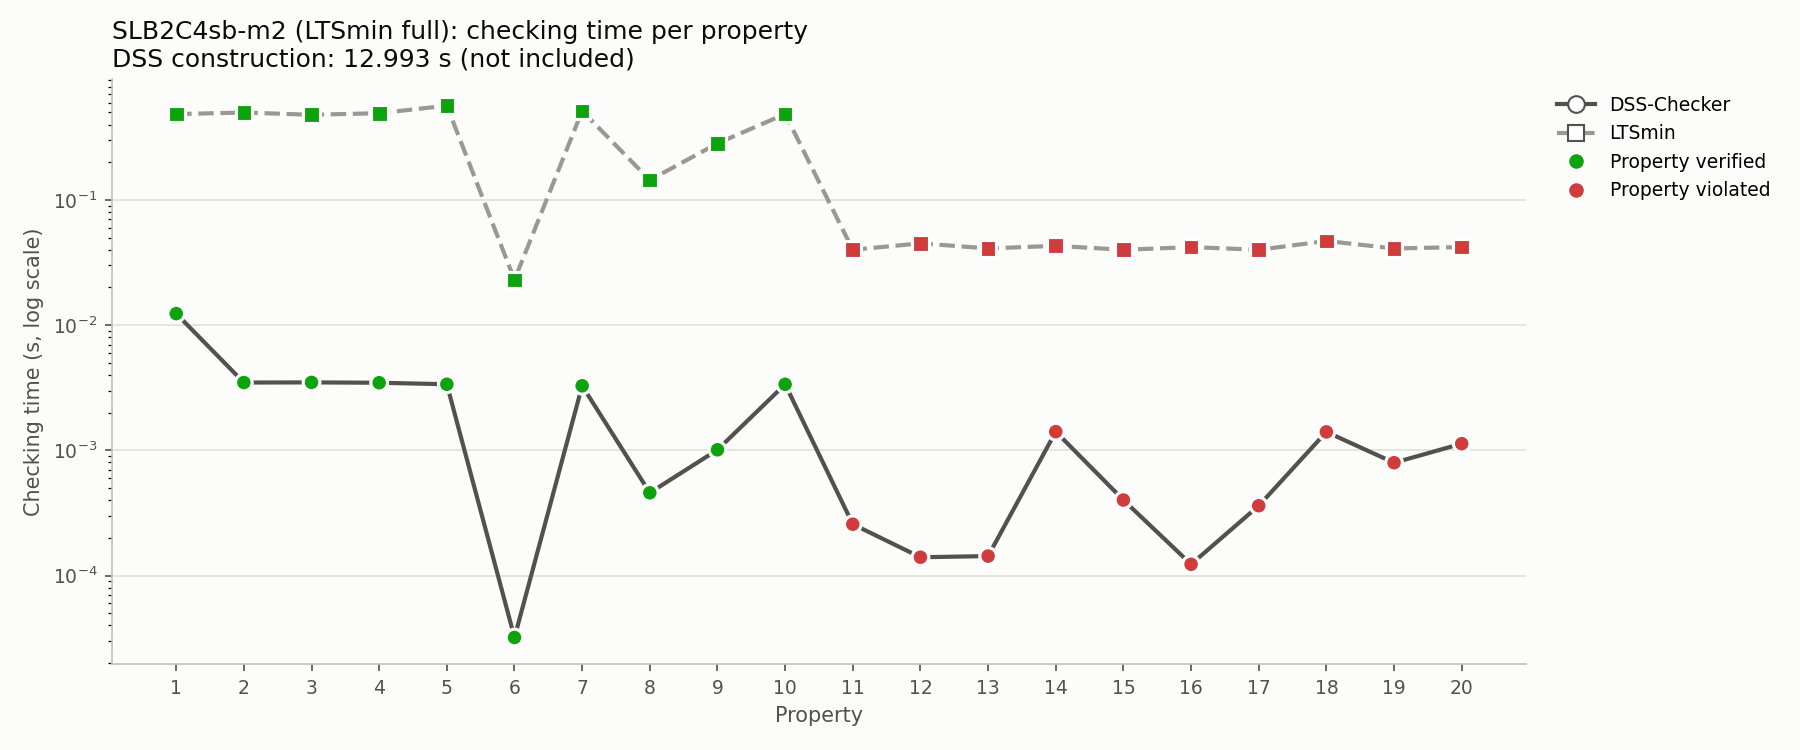 SLB2C4sb-m2 (LTSmin full): checking time per property
DSS construction: 12.993 s (not included)
DSS-Checker
LTSmin
Property verified
Property violated
Checking time (s, log scale)
10⁻¹
10⁻²
10⁻³
10⁻⁴
1 2 3 4 5 6 7 8 9 10 11 12 13 14 15 16 17 18 19 20
Property